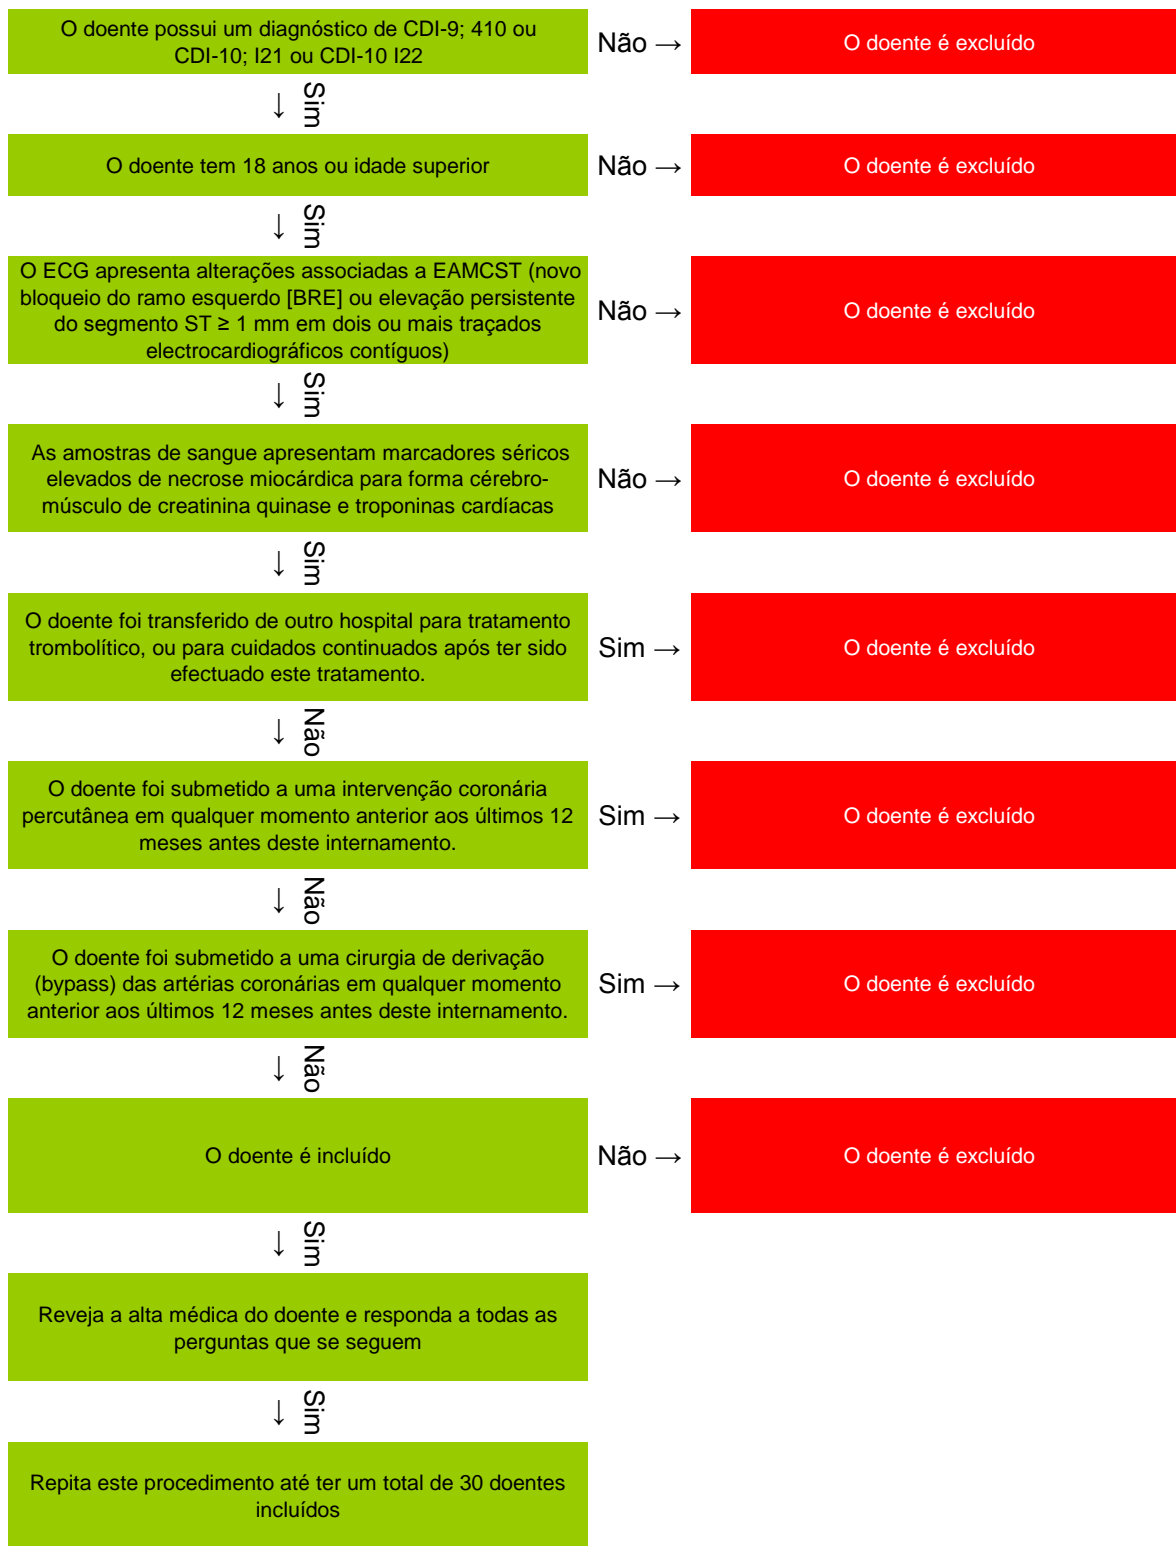 O doente possui um diagnóstico de CDI-9; 410 ou
CDI-10; I21 ou CDI-10 I22
Não →
O doente é excluído
↓ Sim
O doente tem 18 anos ou idade superior
Não →
O doente é excluído
↓ Sim
O ECG apresenta alterações associadas a EAMCST (novo
bloqueio do ramo esquerdo [BRE] ou elevação persistente
do segmento ST ≥ 1 mm em dois ou mais traçados
electrocardiográficos contíguos)
Não →
O doente é excluído
↓ Sim
As amostras de sangue apresentam marcadores séricos
elevados de necrose miocárdica para forma cérebro-
músculo de creatinina quinase e troponinas cardíacas
Não →
O doente é excluído
↓ Sim
O doente foi transferido de outro hospital para tratamento
trombolítico, ou para cuidados continuados após ter sido
efectuado este tratamento.
Sim →
O doente é excluído
↓ Não
O doente foi submetido a uma intervenção coronária
percutânea em qualquer momento anterior aos últimos 12
meses antes deste internamento.
Sim →
O doente é excluído
↓ Não
O doente foi submetido a uma cirurgia de derivação
(bypass) das artérias coronárias em qualquer momento
anterior aos últimos 12 meses antes deste internamento.
Sim →
O doente é excluído
↓ Não
O doente é incluído
Não →
O doente é excluído
↓ Sim
Reveja a alta médica do doente e responda a todas as
perguntas que se seguem
↓ Sim
Repita este procedimento até ter um total de 30 doentes
incluídos